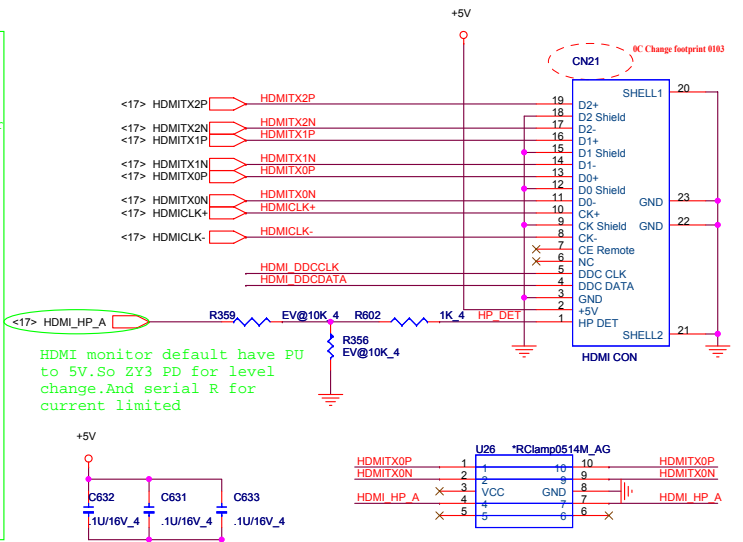 +5V
0C Change footprint 0103
CN21
SHELL1 20
<17> HDMITX2P HDMITX2P 19 D2+
18 D2 Shield
<17> HDMITX2N HDMITX2N 17 D2-
<17> HDMITX1P HDMITX1P 16 D1+
15 D1 Shield
<17> HDMITX1N HDMITX1N 14 D1-
<17> HDMITX0P HDMITX0P 13 D0+
12 D0 Shield
<17> HDMITX0N HDMITX0N 11 D0- GND 23
<17> HDMICLK+ HDMICLK+ 10 CK+
9 CK Shield GND 22
<17> HDMICLK- HDMICLK- 8 CK-
7 CE Remote
6 NC
HDMI_DDCCLK 5 DDC CLK
HDMI_DDCDATA 4 DDC DATA
3 GND
2 +5V
<17> HDMI_HP_A R359 EV@10K_4 R602 1K_4 HP_DET 1 HP DET
SHELL2 21
R356
EV@10K_4
HDMI CON
HDMI monitor default have PU
to 5V.So ZY3 PD for level
change.And serial R for
current limited
+5V
C632 C631 C633
.1U/16V_4 .1U/16V_4 .1U/16V_4
U26 *RClamp0514M_AG
HDMITX0P 1 1 10 10 HDMITX0P
HDMITX0N 2 2 9 9 HDMITX0N
3 VCC GND 8
HDMI_HP_A 4 4 7 7 HDMI_HP_A
5 5 6 6